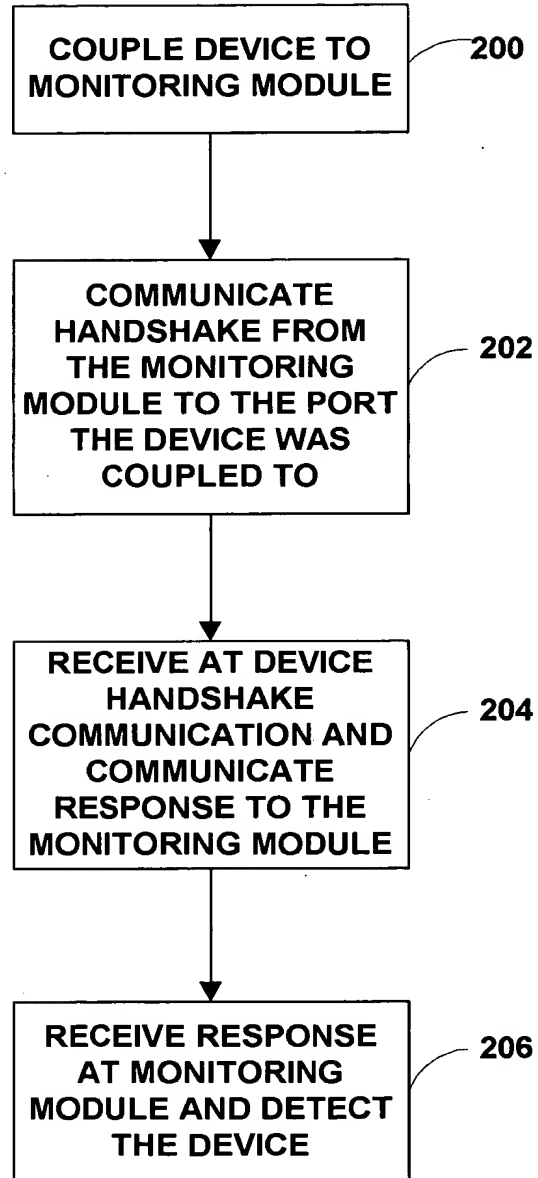 COUPLE DEVICE TO
MONITORING MODULE
200
COMMUNICATE
HANDSHAKE FROM
THE MONITORING
MODULE TO THE PORT
THE DEVICE WAS
COUPLED TO
202
RECEIVE AT DEVICE
HANDSHAKE
COMMUNICATION AND
COMMUNICATE
RESPONSE TO THE
MONITORING MODULE
204
RECEIVE RESPONSE
AT MONITORING
MODULE AND DETECT
THE DEVICE
206